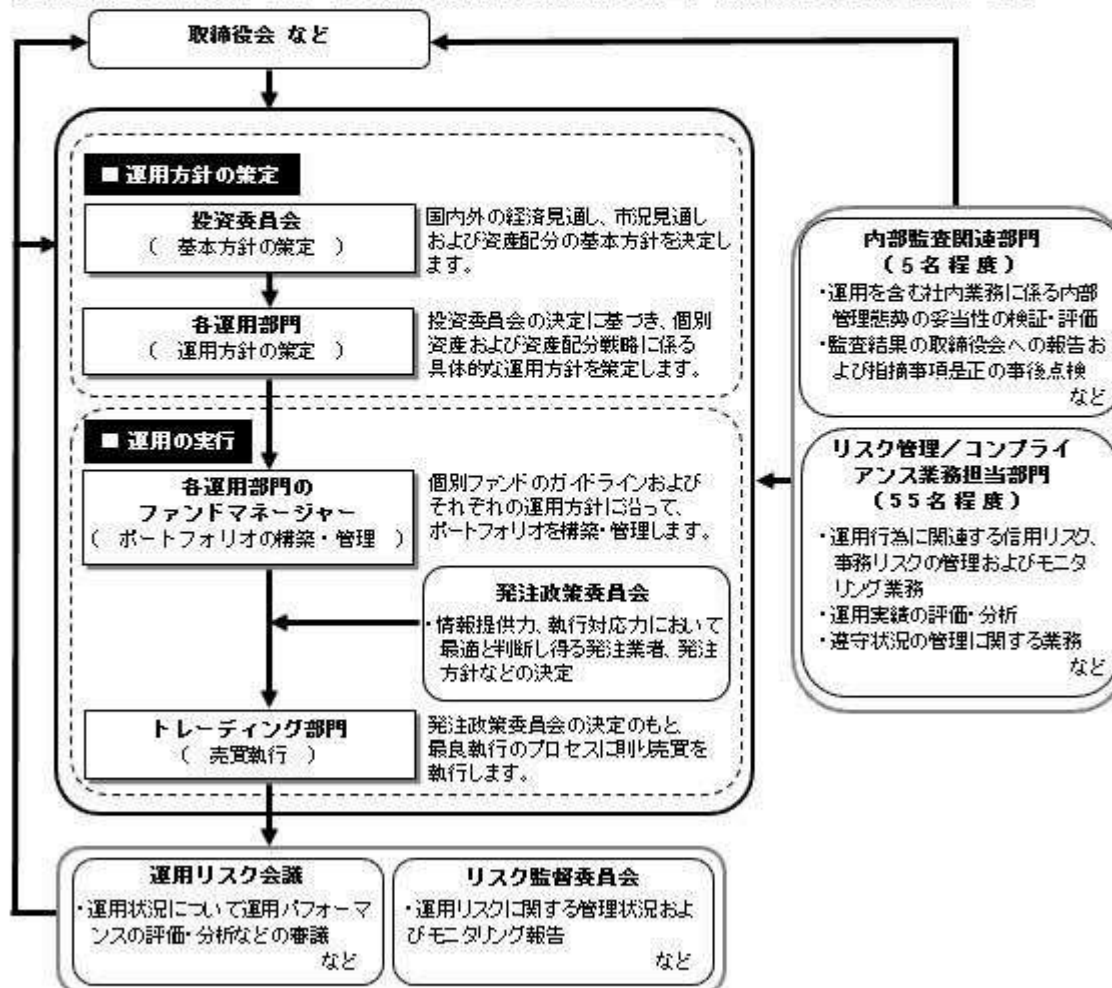 取締役会 など
■ 運用方針の策定
投資委員会
( 基本方針の策定 )
国内外の経済見通し、市況見通し
および資産配分の基本方針を決定し
ます。
各運用部門
( 運用方針の策定 )
投資委員会の決定に基づき、個別
資産および資産配分戦略に係る
具体的な運用方針を策定します。
■ 運用の実行
各運用部門の
ファンドマネージャー
( ポートフォリオの構築・管理 )
個別ファンドのガイドラインおよび
それぞれの運用方針に沿って、
ポートフォリオを構築・管理します。
発注政策委員会
・情報提供力、執行対応力において
最適と判断し得る発注業者、発注
方針などの決定
トレーディング部門
( 売買執行 )
発注政策委員会の決定のもと、
最良執行のプロセスに則り売買を
執行します。
内部監査関連部門
(5名程度)
・運用を含む社内業務に係る内部
管理態勢の妥当性の検証・評価
・監査結果の取締役会への報告お
よび指摘事項是正の事後点検
など
リスク管理/コンプライ
アンス業務担当部門
(55名程度)
・運用行為に関連する信用リスク、
事務リスクの管理およびモニタ
リング業務
・運用実績の評価・分析
・遵守状況の管理に関する業務
など
運用リスク会議
・運用状況について運用パフォーマ
ンスの評価・分析などの審議
など
リスク監督委員会
・運用リスクに関する管理状況およ
びモニタリング報告
など